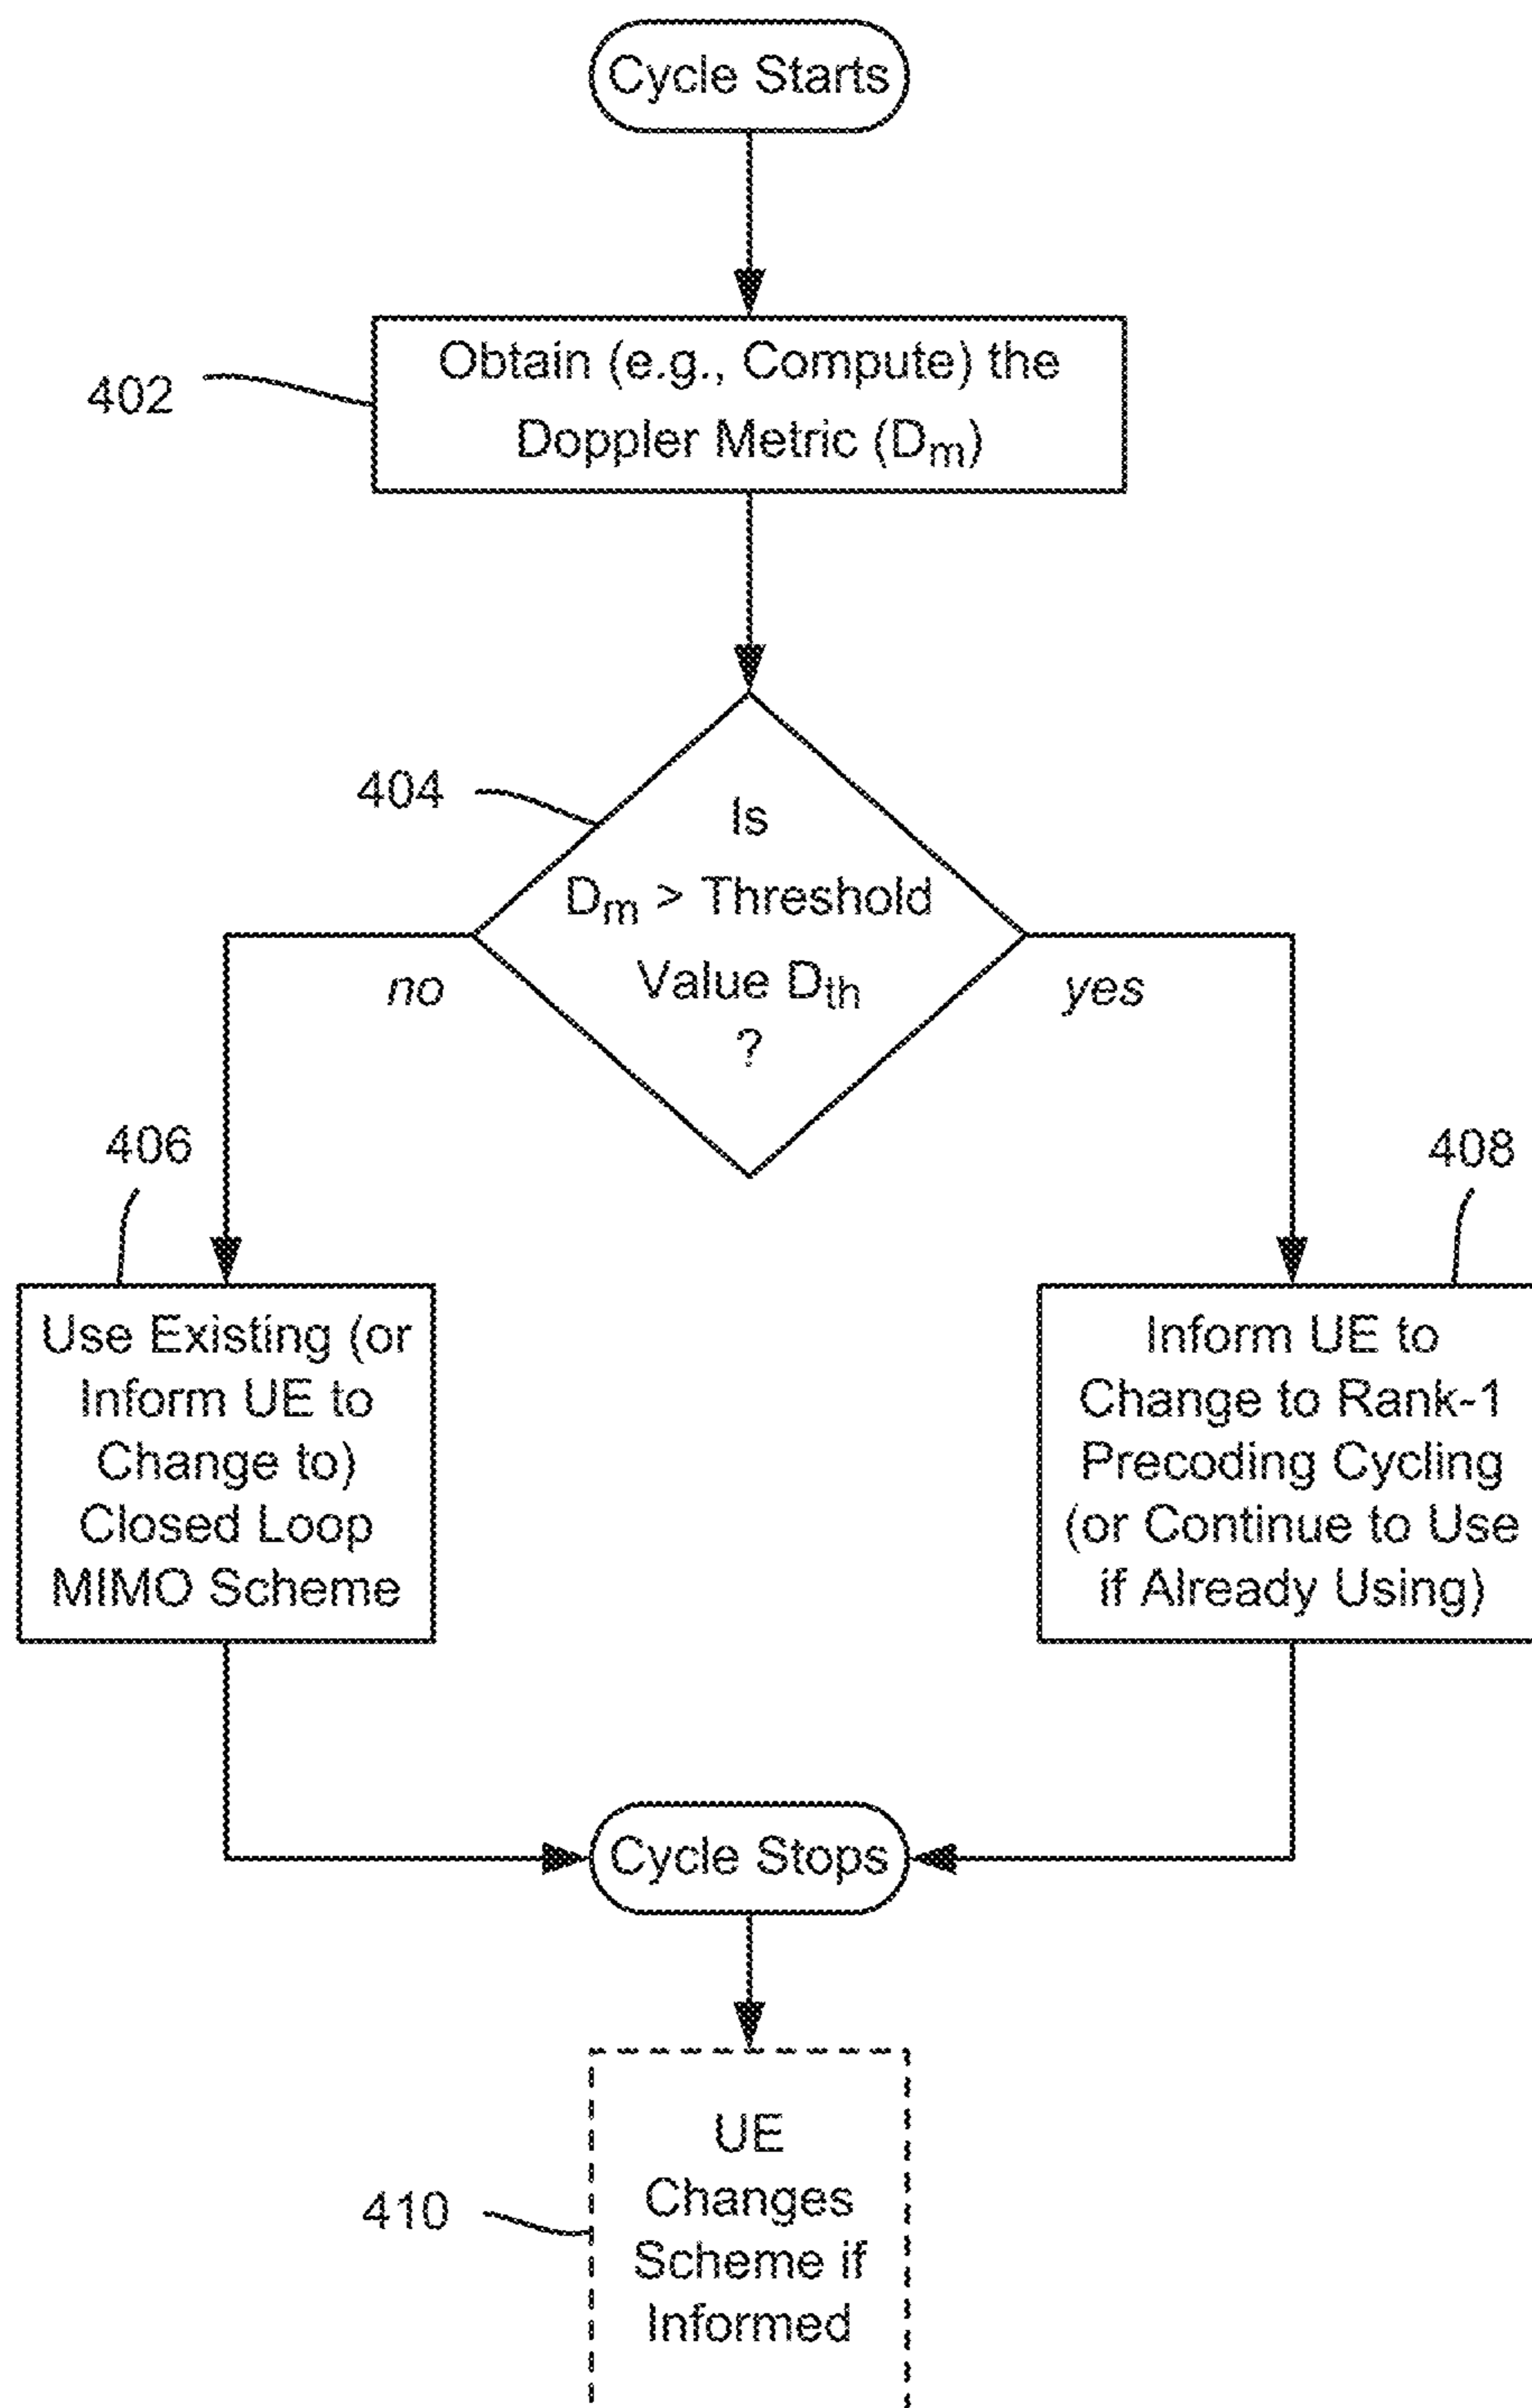 Cycle Starts
402
Obtain (e.g., Compute) the
Doppler Metric (Dm)
404
Is
Dm > Threshold
Value Dth
?
no
yes
406
408
Use Existing (or
Inform UE to
Change to)
Closed Loop
MIMO Scheme
Inform UE to
Change to Rank-1
Precoding Cycling
(or Continue to Use
if Already Using)
Cycle Stops
410
UE
Changes
Scheme if
Informed